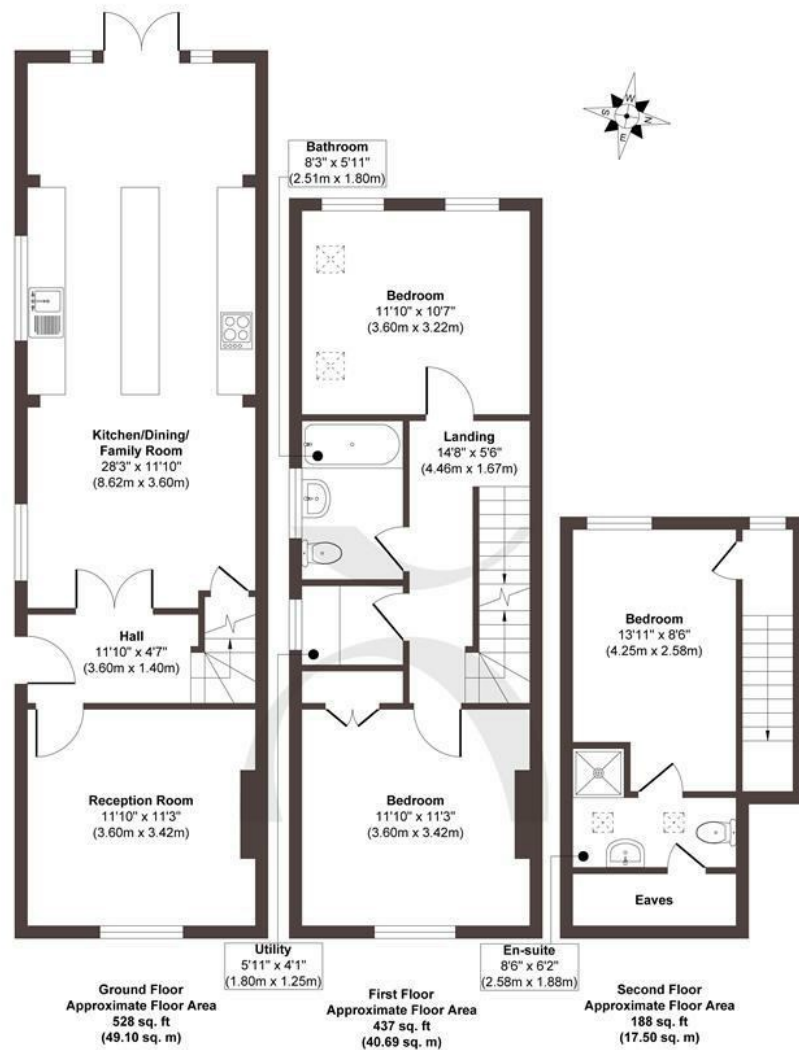 W
N
S
E
Kitchen/Dining/
Family Room
28'3" x 11'10"
(8.62m x 3.60m)
Hall
11'10" x 4'7"
(3.60m x 1.40m)
Reception Room
11'10" x 11'3"
(3.60m x 3.42m)
Ground Floor
Approximate Floor Area
528 sq. ft
(49.10 sq. m)
Bathroom
8'3" x 5'11"
(2.51m x 1.80m)
Bedroom
11'10" x 10'7"
(3.60m x 3.22m)
Landing
14'8" x 5'6"
(4.46m x 1.67m)
Bedroom
11'10" x 11'3"
(3.60m x 3.42m)
Utility
5'11" x 4'1"
(1.80m x 1.25m)
First Floor
Approximate Floor Area
437 sq. ft
(40.69 sq. m)
Bedroom
13'11" x 8'6"
(4.25m x 2.58m)
Eaves
En-suite
8'6" x 6'2"
(2.58m x 1.88m)
Second Floor
Approximate Floor Area
188 sq. ft
(17.50 sq. m)